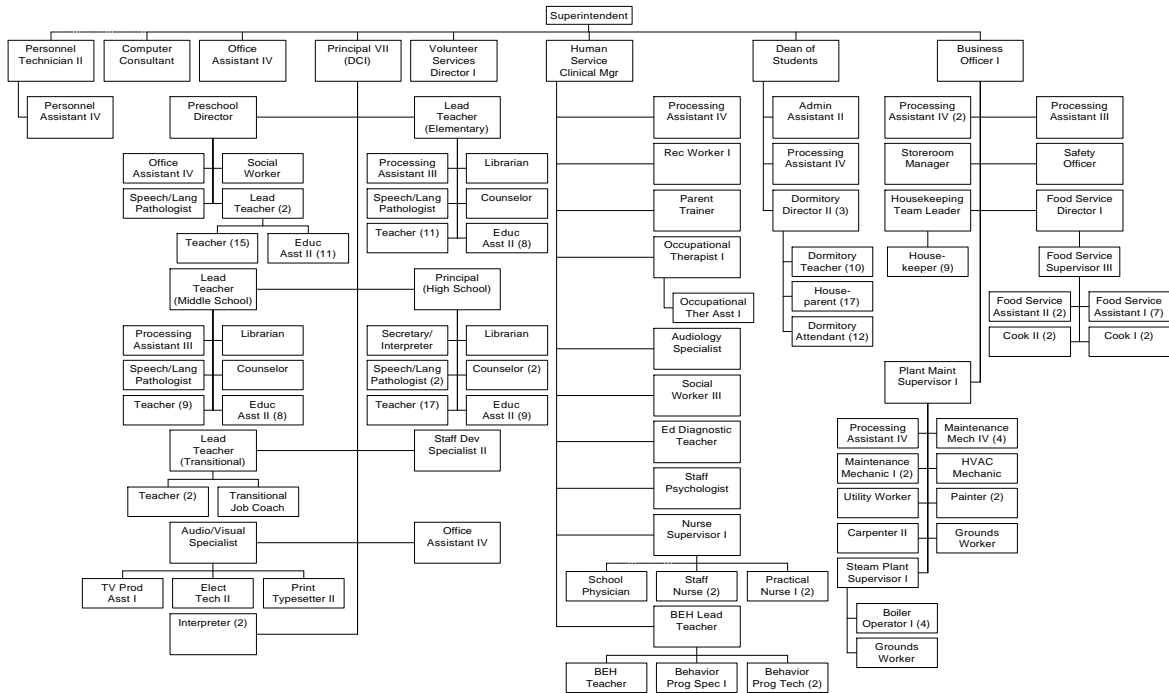 Superintendent
Personnel
Technician II
Computer
Consultant
Office
Assistant IV
Principal VII
(DCI)
Volunteer
Services
Director I
Human
Service
Clinical Mgr
Dean of
Students
Business
Officer I
Personnel
Assistant IV
Preschool
Director
Lead
Teacher
(Elementary)
Office
Assistant IV
Social
Worker
Speech/Lang
Pathologist
Lead
Teacher (2)
Teacher (15)
Educ
Asst II (11)
Processing
Assistant III
Librarian
Speech/Lang
Pathologist
Counselor
Teacher (11)
Educ
Asst II (8)
Lead
Teacher
(Middle School)
Principal
(High School)
Processing
Assistant III
Librarian
Speech/Lang
Pathologist
Counselor
Teacher (9)
Educ
Asst II (8)
Secretary/
Interpreter
Librarian
Speech/Lang
Pathologist (2)
Counselor (2)
Teacher (17)
Educ
Asst II (9)
Lead
Teacher
(Transitional)
Staff Dev
Specialist II
Teacher (2)
Transitional
Job Coach
Audio/Visual
Specialist
Office
Assistant IV
TV Prod
Asst I
Elect
Tech II
Print
Typesetter II
Interpreter (2)
Processing
Assistant IV
Rec Worker I
Parent
Trainer
Occupational
Therapist I
Occupational
Ther Asst I
Audiology
Specialist
Social
Worker III
Ed Diagnostic
Teacher
Staff
Psychologist
Nurse
Supervisor I
School
Physician
Staff
Nurse (2)
Practical
Nurse I (2)
BEH Lead
Teacher
BEH
Teacher
Behavior
Prog Spec I
Behavior
Prog Tech (2)
Admin
Assistant II
Processing
Assistant IV
Dormitory
Director II (3)
Dormitory
Teacher (10)
House-
parent (17)
Dormitory
Attendant (12)
Processing
Assistant IV (2)
Processing
Assistant III
Storeroom
Manager
Safety
Officer
Housekeeping
Team Leader
Food Service
Director I
House-
keeper (9)
Food Service
Supervisor III
Food Service
Assistant II (2)
Food Service
Assistant I (7)
Cook II (2)
Cook I (2)
Plant Maint
Supervisor I
Processing
Assistant IV
Maintenance
Mech IV (4)
Maintenance
Mechanic I (2)
HVAC
Mechanic
Utility Worker
Painter (2)
Carpenter II
Grounds
Worker
Steam Plant
Supervisor I
Boiler
Operator I (4)
Grounds
Worker